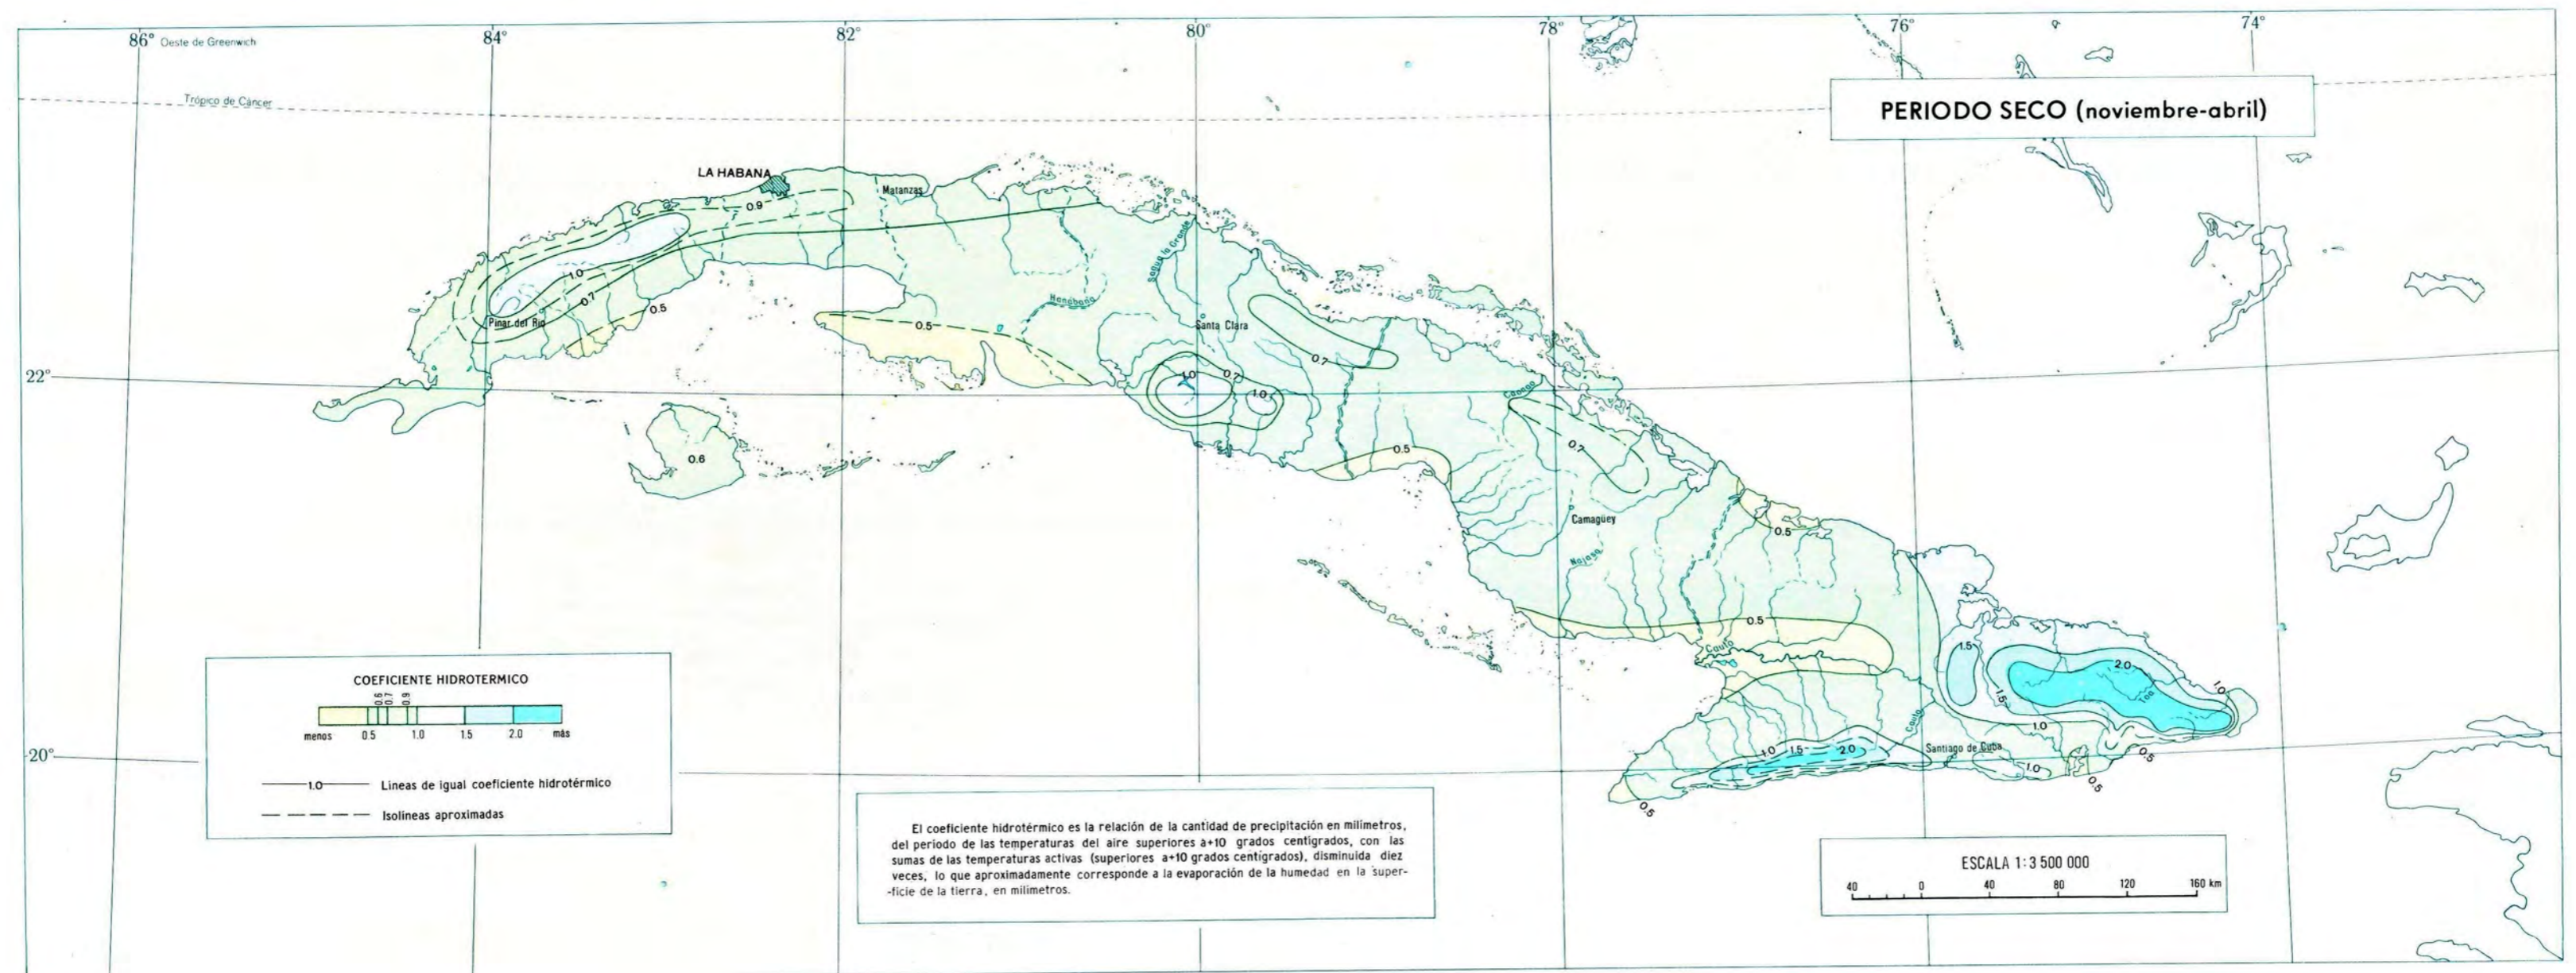 86° Oeste de Greenwich
84°
82°
80°
78°
76°
74°
Trópico de Cáncer
PERIODO SECO (noviembre-abril)
LA HABANA
Matanzas
0.9
Sagua la Grande
1.0
0.7
0.5
Hanábana
Pinar del Río
0.5
Santa Clara
0.7
22°
1.0
0.7
1.0
Caonao
0.7
0.6
0.5
Camagüey
0.5
Najasa
0.5
Cauto
1.5
2.0
Toa
1.0
1.5
1.0
Cauto
Santiago de Cuba
0.5
1.0
1.5
2.0
1.0
0.5
0.5
20°
COEFICIENTE HIDROTERMICO
0.6
0.7
0.9
menos 0.5 1.0 1.5 2.0 más
1.0 Líneas de igual coeficiente hidrotérmico
Isolíneas aproximadas
El coeficiente hidrotérmico es la relación de la cantidad de precipitación en milímetros,
del periodo de las temperaturas del aire superiores a+10 grados centigrados, con las
sumas de las temperaturas activas (superiores a+10 grados centígrados), disminuida diez
veces, lo que aproximadamente corresponde a la evaporación de la humedad en la super-
-ficie de la tierra, en milímetros.
ESCALA 1:3 500 000
40 0 40 80 120 160 km